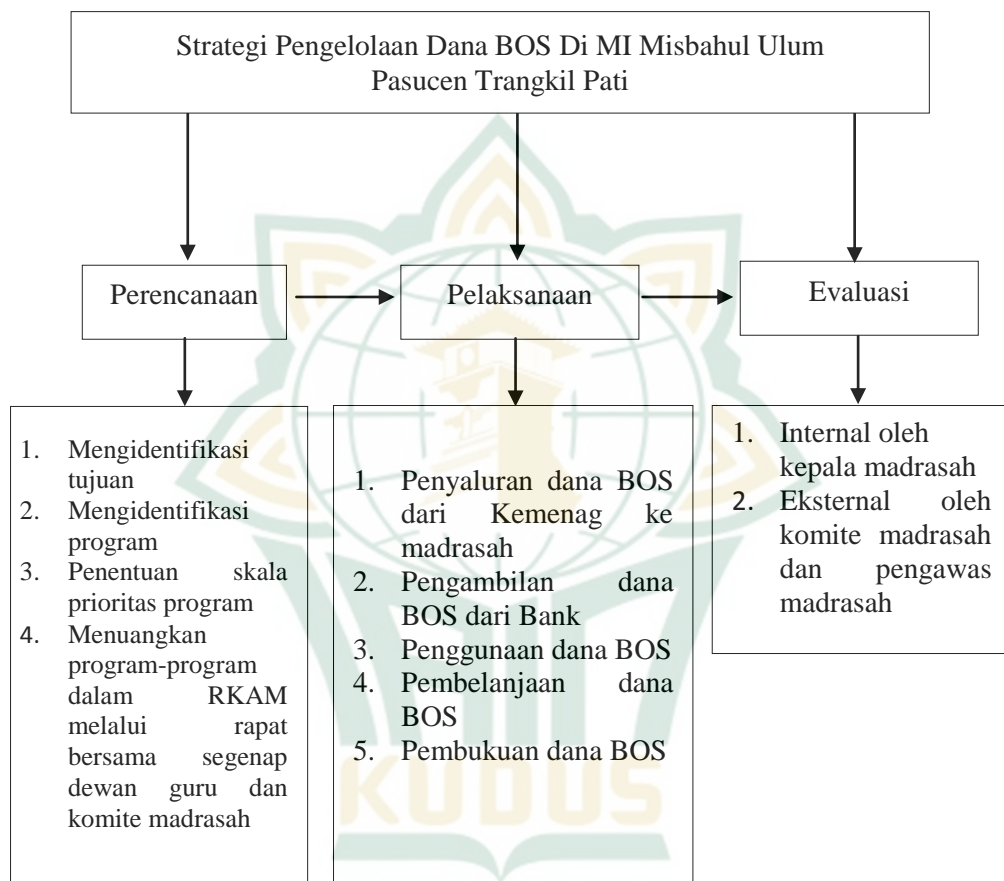 Strategi Pengelolaan Dana BOS Di MI Misbahul Ulum
Pasucen Trangkil Pati
Perencanaan
Pelaksanaan
Evaluasi
1. Mengidentifikasi
tujuan
2. Mengidentifikasi
program
3. Penentuan skala
prioritas program
4. Menuangkan
program-program
dalam RKAM
melalui rapat
bersama segenap
dewan guru dan
komite madrasah
1. Penyaluran dana BOS
dari Kemenag ke
madrasah
2. Pengambilan dana
BOS dari Bank
3. Penggunaan dana BOS
4. Pembelanjaan dana
BOS
5. Pembukuan dana BOS
1. Internal oleh
kepala madrasah
2. Eksternal oleh
komite madrasah
dan pengawas
madrasah
KUDUS